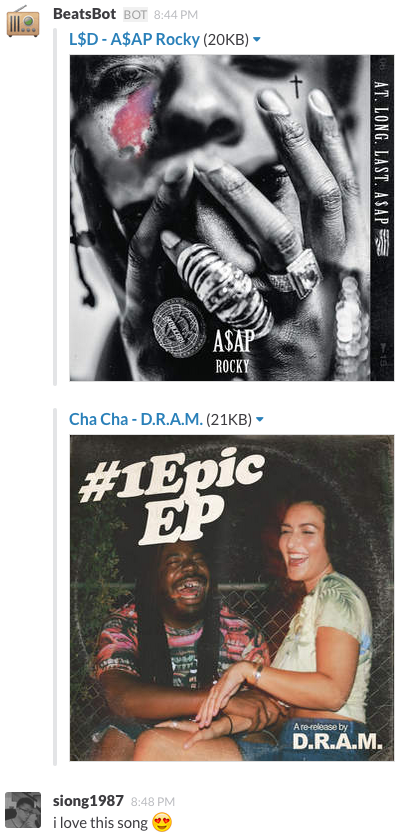 BeatsBot BOT 8:44 PM
L$D - A$AP Rocky (20KB)
AT. LONG. LAST. A$AP
A$AP
ROCKY
Cha Cha - D.R.A.M. (21KB)
#1Epic
EP
A re-release by
D.R.A.M.
siong1987 8:48 PM
i love this song 😍